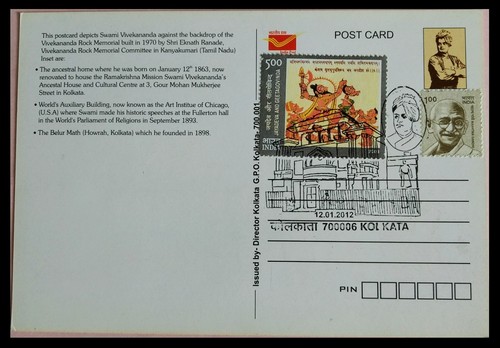 This postcard depicts Swami Vivekananda against the backdrop of the
Vivekananda Rock Memorial built in 1970 by Shri Eknath Ranade,
Vivekananda Rock Memorial Committee in Kanyakumari (Tamil Nadu)
Inset are:
• The ancestral home where he was born on January 12th 1863, now
renovated to house the Ramakrishna Mission Swami Vivekananda's
Ancestral House and Cultural Centre at 3, Gour Mohan Mukherjee
Street in Kolkata.
• World's Auxiliary Building, now known as the Art Institue of Chicago,
(U.S.A) where Swami made his historic speeches at the Fullerton hall
in the World's Parliament of Religions in September 1893.
• The Belur Math (Howrah, Kolkata) which he founded in 1898.
POST CARD
5.00
JAYADEVA AND GEETAGOVINDA
INDIA
1.00
INDIA
Issued by- Director Kolkata G.P.O. Kolkata- 700 001
12.01.2012
कोलकाता 700006 KOLKATA
PIN